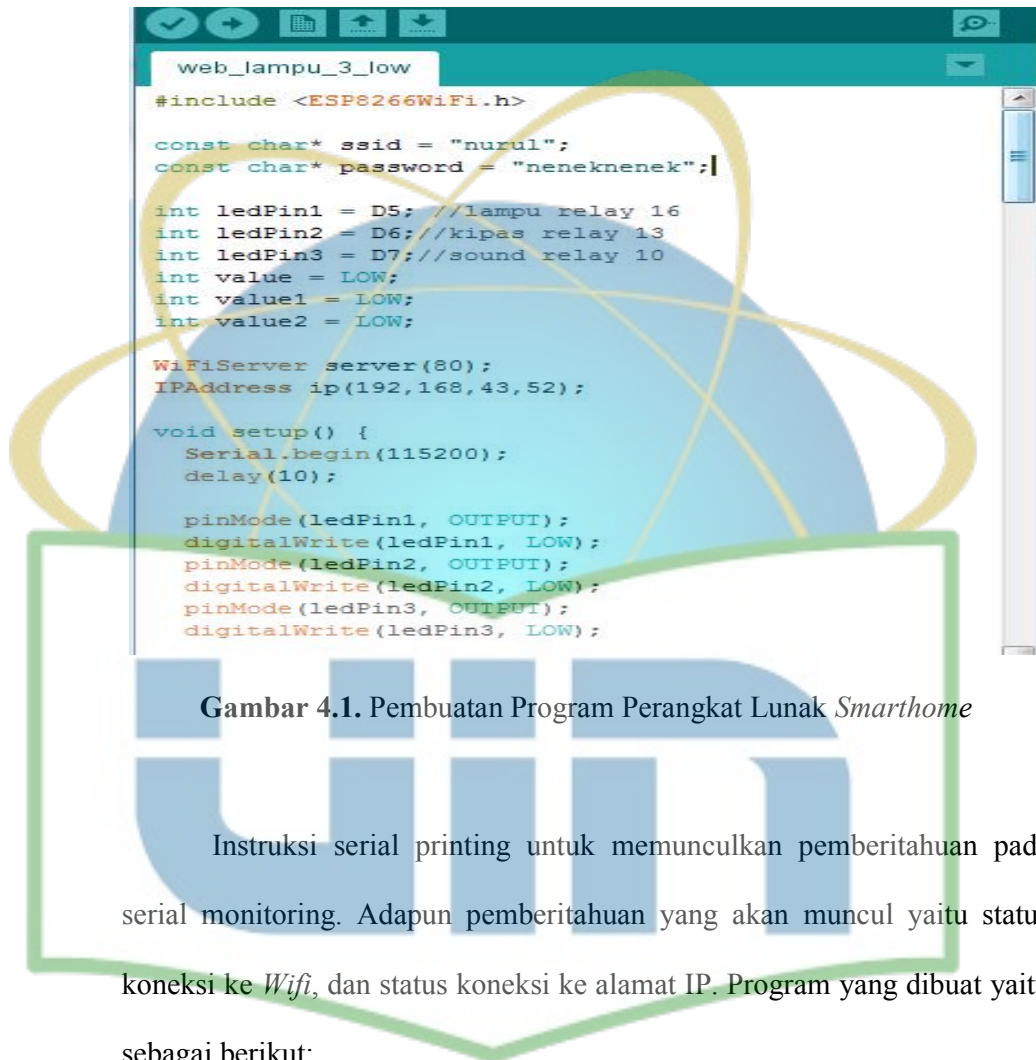 web_lampu_3_low
#include <ESP8266WiFi.h>
const char* ssid = "nurul";
const char* password = "neneknenek";
int ledPin1 = D5; //lampu relay 16
int ledPin2 = D6;//kipas relay 13
int ledPin3 = D7;//sound relay 10
int value = LOW;
int value1 = LOW;
int value2 = LOW;
WiFiServer server(80);
IPAddress ip(192,168,43,52);
void setup() {
Serial.begin(115200);
delay(10);
pinMode(ledPin1, OUTPUT);
digitalWrite(ledPin1, LOW);
pinMode(ledPin2, OUTPUT);
digitalWrite(ledPin2, LOW);
pinMode(ledPin3, OUTPUT);
digitalWrite(ledPin3, LOW);
Gambar 4.1. Pembuatan Program Perangkat Lunak Smarthome
uin
Instruksi serial printing untuk memunculkan pemberitahuan pad
serial monitoring. Adapun pemberitahuan yang akan muncul yaitu statu
koneksi ke Wifi, dan status koneksi ke alamat IP. Program yang dibuat yait
sebagai berikut: